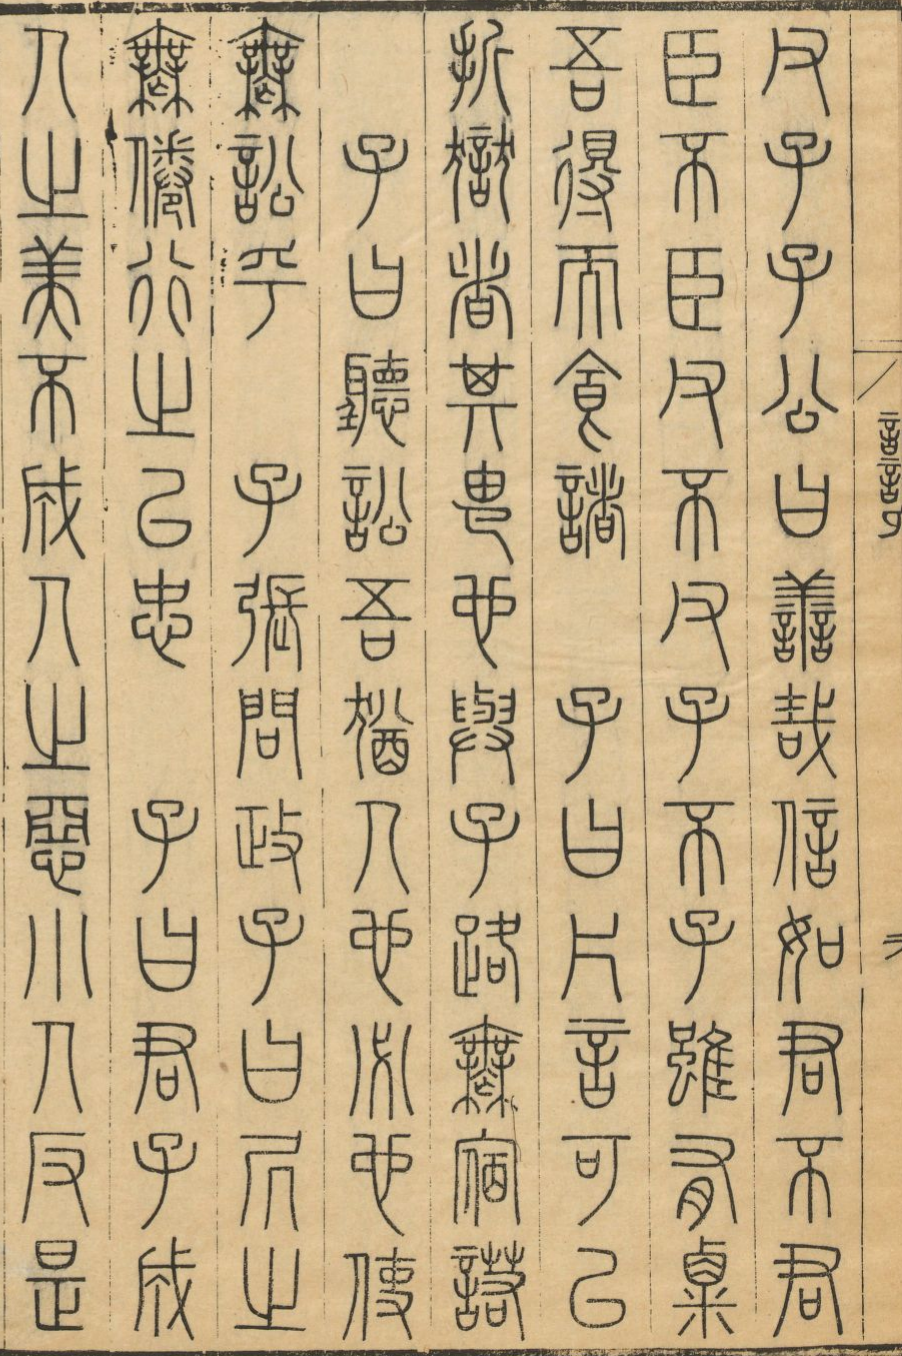 父子子公曰善哉信如君不君
臣不臣父不父子不子雖有粟
吾得而食諸　子曰片言可以
折獄者其由也與子路無宿諾
子曰聽訟吾猶人也必也使
無訟乎　子張問政子曰居之
無倦行之以忠　子曰君子成
人之美不成人之惡小人反是